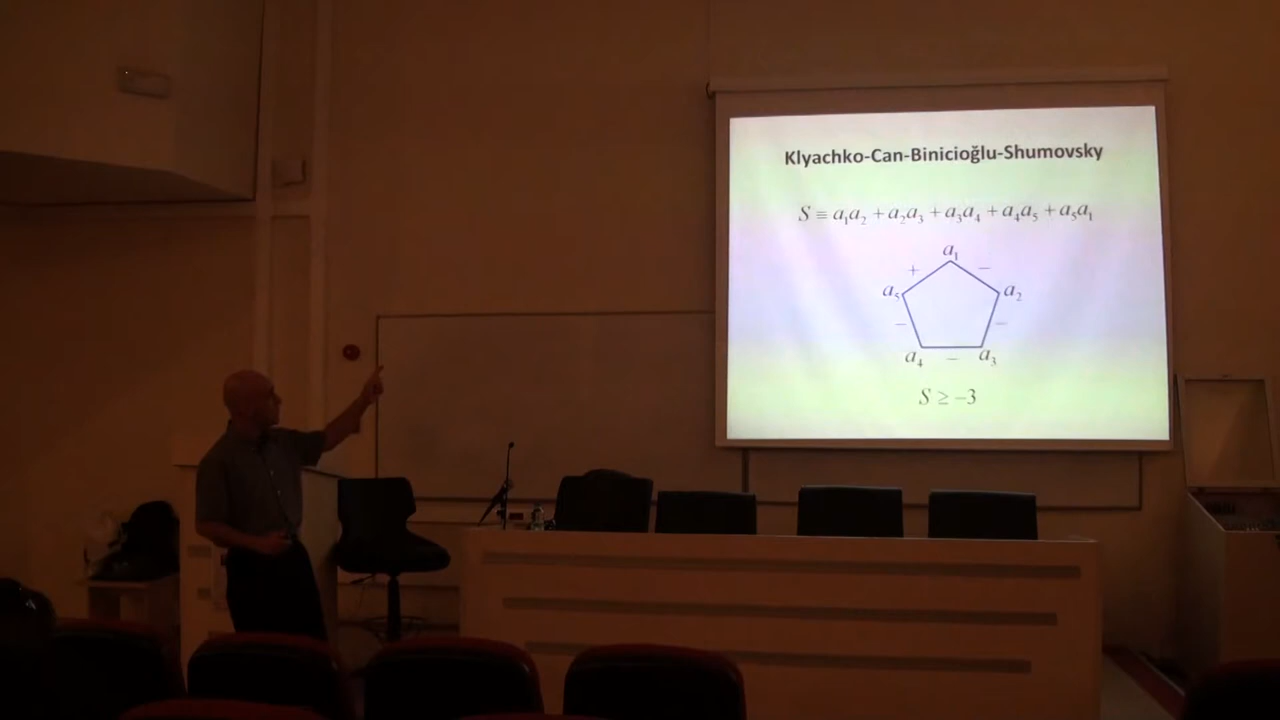 Klyachko-Can-Binicioğlu-Shumovsky
S ≡ a₁a₂ + a₂a₃ + a₃a₄ + a₄a₅ + a₅a₁
a₁
+ −
a₅ a₂
− −
a₄ − a₃
S ≥ −3